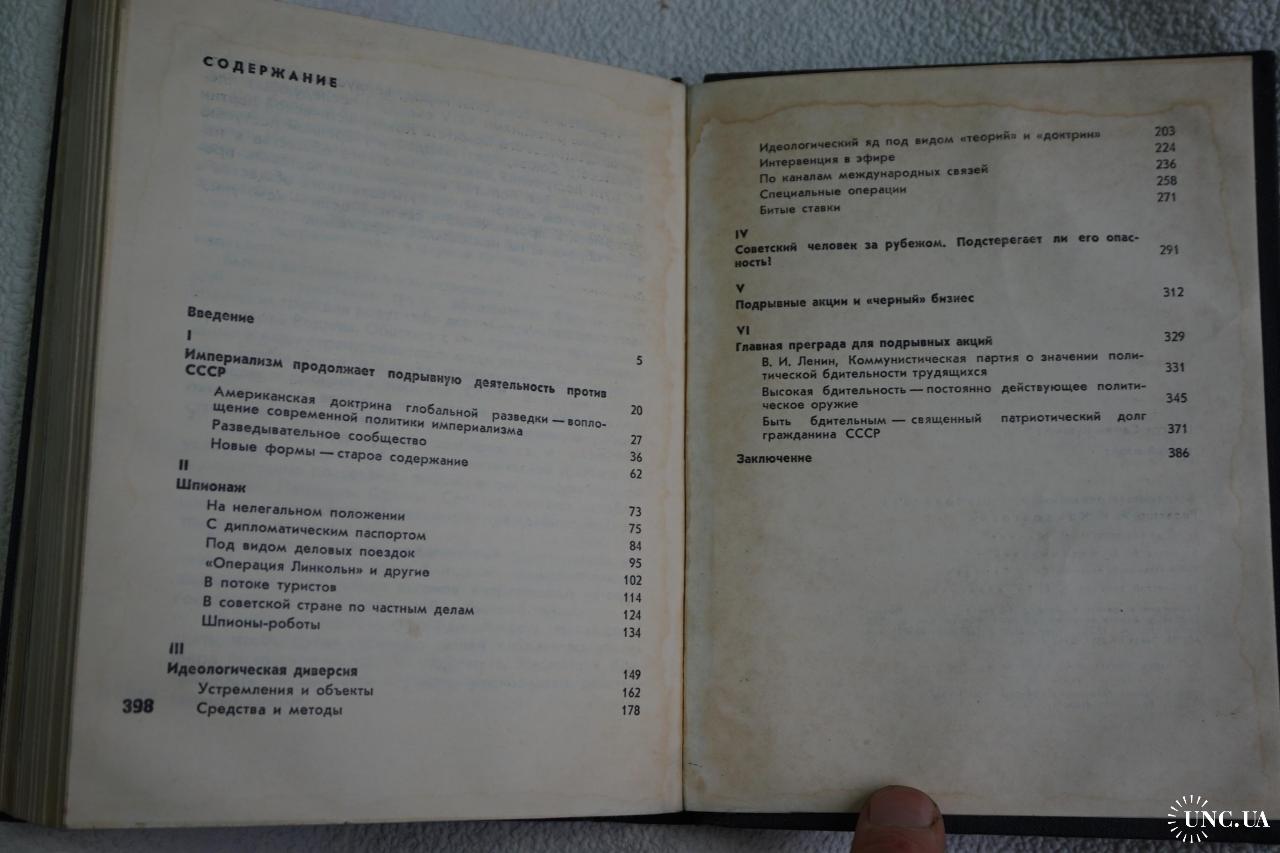 СОДЕРЖАНИЕ
Введение 5
I
Империализм продолжает подрывную деятельность против
СССР 20
Американская доктрина глобальной разведки — вопло-
щение современной политики империализма 27
Разведывательное сообщество 36
Новые формы — старое содержание 62
II
Шпионаж 73
На нелегальном положении 75
С дипломатическим паспортом 84
Под видом деловых поездок 95
«Операция Линкольн» и другие 102
В потоке туристов 114
В советской стране по частным делам 124
Шпионы-роботы 134
III
Идеологическая диверсия 149
Устремления и объекты 162
Средства и методы 178
398
Идеологический яд под видом «теорий» и «доктрин» 203
Интервенция в эфире 224
По каналам международных связей 236
Специальные операции 258
Битые ставки 271
IV
Советский человек за рубежом. Подстерегает ли его опас-
ность? 291
V
Подрывные акции и «черный» бизнес 312
VI
Главная преграда для подрывных акций 329
В. И. Ленин, Коммунистическая партия о значении поли-
тической бдительности трудящихся 331
Высокая бдительность — постоянно действующее полити-
ческое оружие 345
Быть бдительным — священный патриотический долг
гражданина СССР 371
Заключение 386
UNC.UA